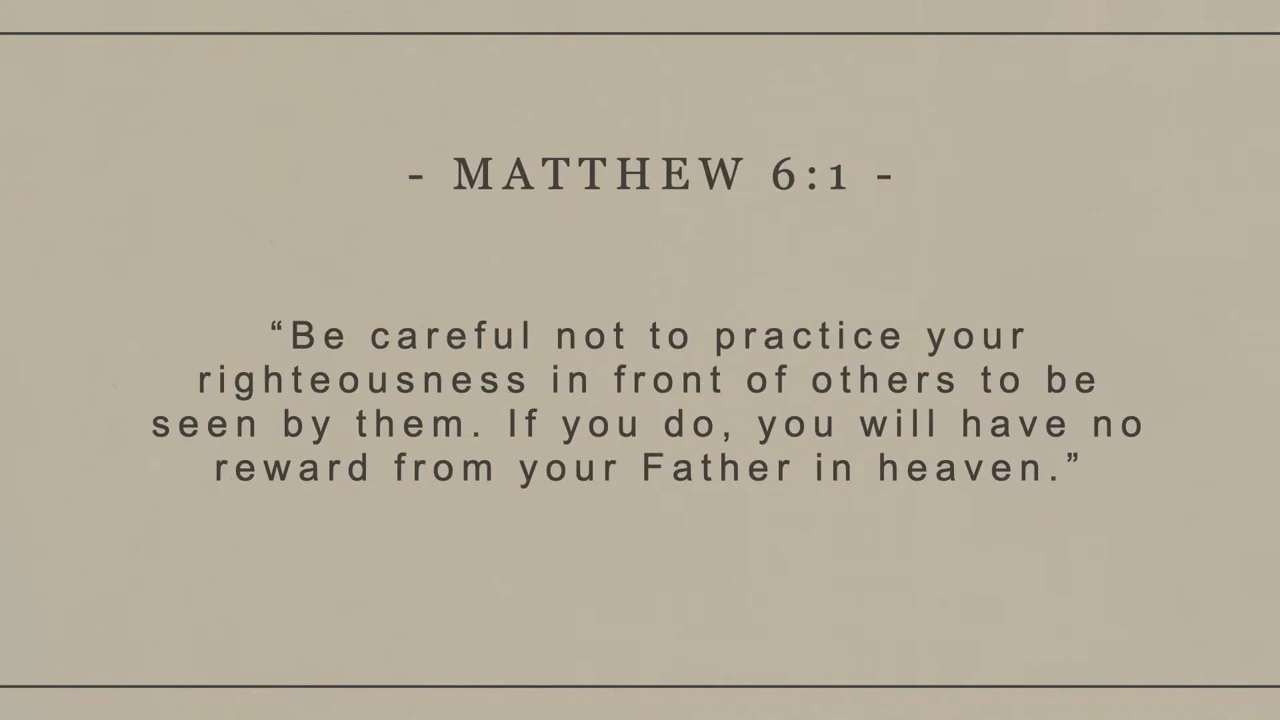 - MATTHEW 6:1 -
“Be careful not to practice your
righteousness in front of others to be
seen by them. If you do, you will have no
reward from your Father in heaven.”